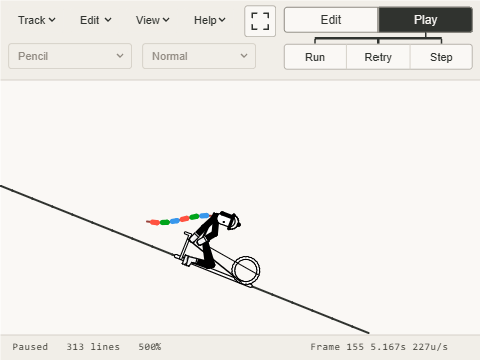 Track Edit View Help Edit Play
Pencil Normal Run Retry Step
Paused 313 lines 500% Frame 155 5.167s 227u/s